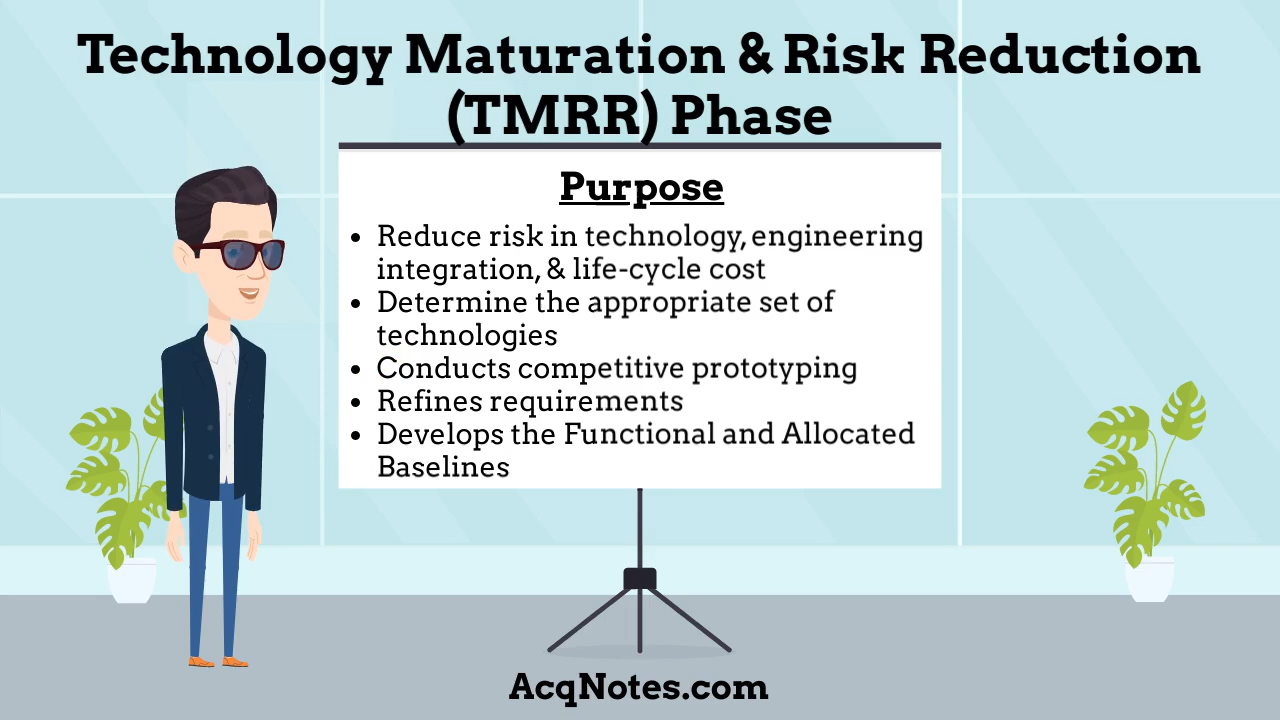 Technology Maturation & Risk Reduction
(TMRR) Phase
Purpose
• Reduce risk in technology, engineering
integration, & life-cycle cost
• Determine the appropriate set of
technologies
• Conducts competitive prototyping
• Refines requirements
• Develops the Functional and Allocated
Baselines
AcqNotes.com